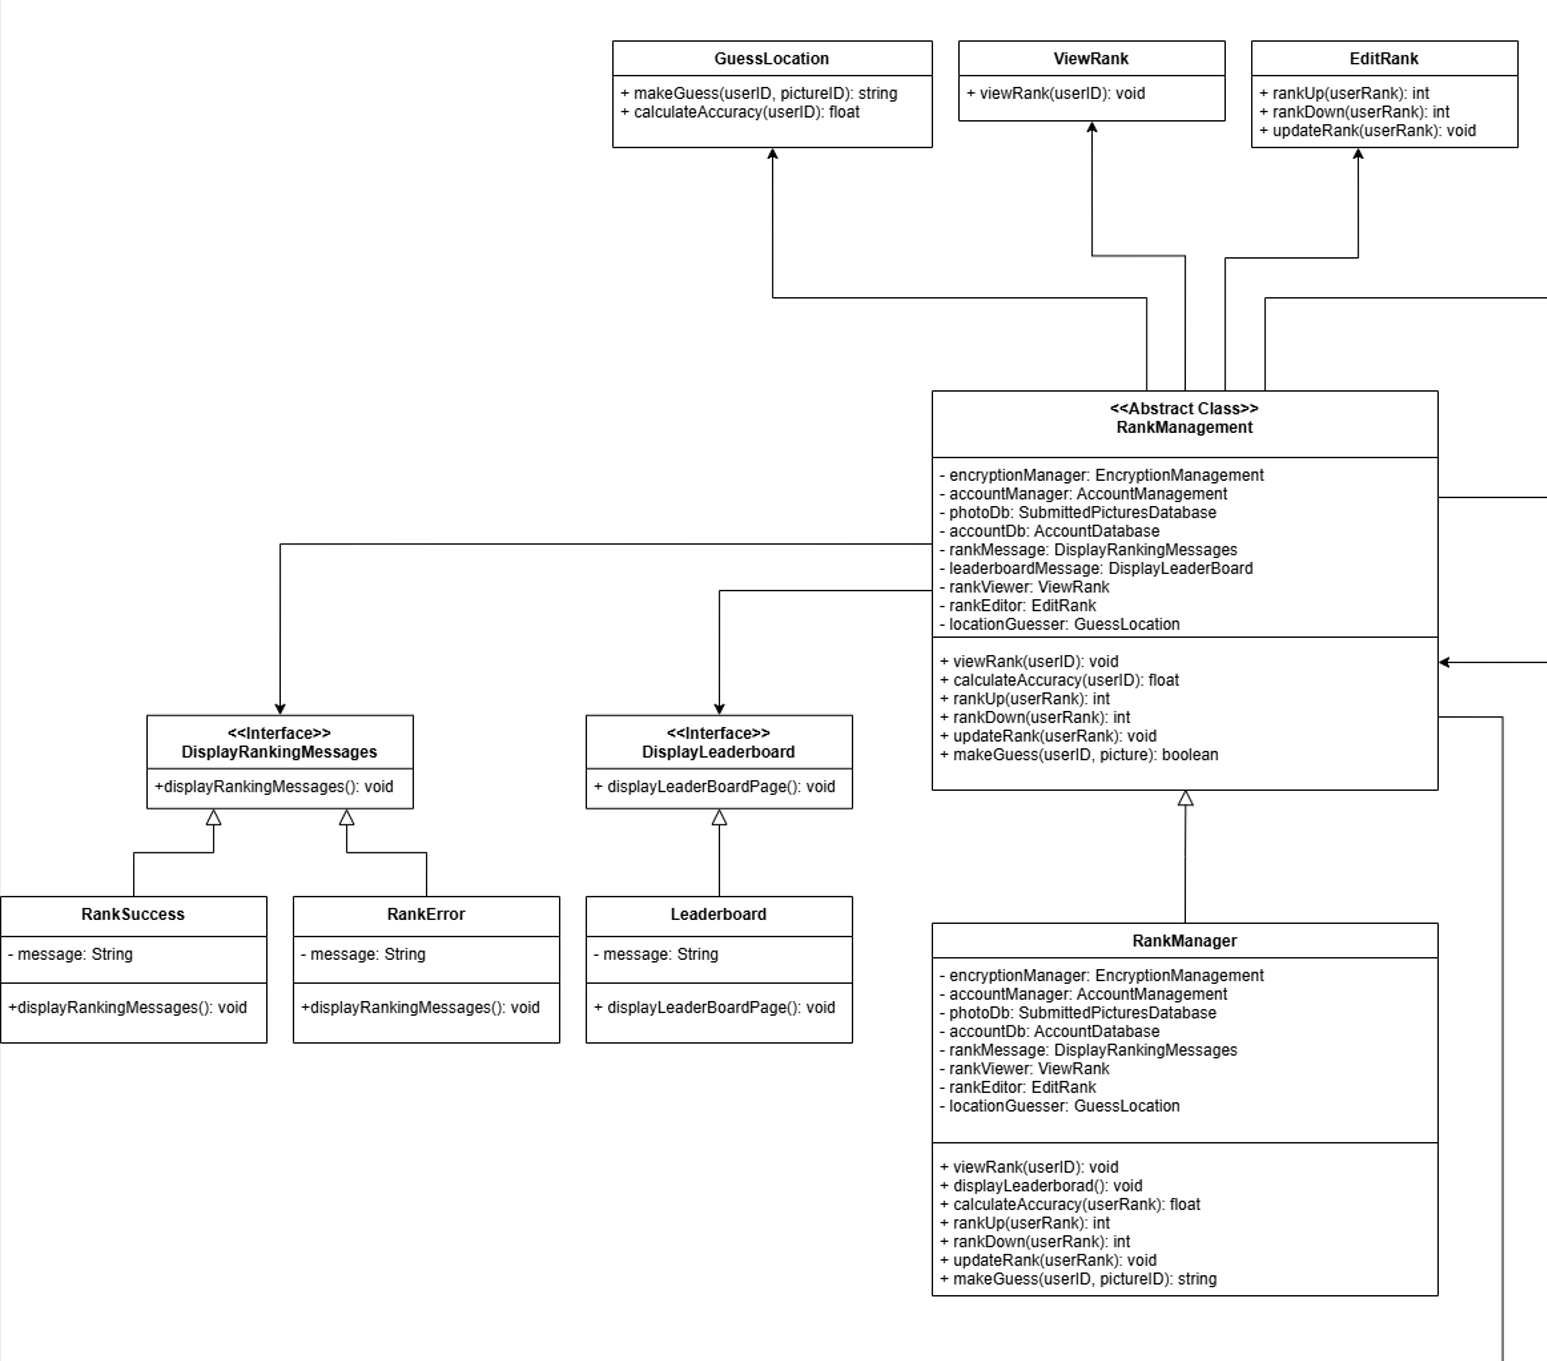 GuessLocation
+ makeGuess(userID, pictureID): string
+ calculateAccuracy(userID): float
ViewRank
+ viewRank(userID): void
EditRank
+ rankUp(userRank): int
+ rankDown(userRank): int
+ updateRank(userRank): void
<<Abstract Class>>
RankManagement
- encryptionManager: EncryptionManagement
- accountManager: AccountManagement
- photoDb: SubmittedPicturesDatabase
- accountDb: AccountDatabase
- rankMessage: DisplayRankingMessages
- leaderboardMessage: DisplayLeaderBoard
- rankViewer: ViewRank
- rankEditor: EditRank
- locationGuesser: GuessLocation
+ viewRank(userID): void
+ calculateAccuracy(userID): float
+ rankUp(userRank): int
+ rankDown(userRank): int
+ updateRank(userRank): void
+ makeGuess(userID, picture): boolean
<<Interface>>
DisplayRankingMessages
+displayRankingMessages(): void
<<Interface>>
DisplayLeaderboard
+ displayLeaderBoardPage(): void
RankSuccess
- message: String
+displayRankingMessages(): void
RankError
- message: String
+displayRankingMessages(): void
Leaderboard
- message: String
+ displayLeaderBoardPage(): void
RankManager
- encryptionManager: EncryptionManagement
- accountManager: AccountManagement
- photoDb: SubmittedPicturesDatabase
- accountDb: AccountDatabase
- rankMessage: DisplayRankingMessages
- rankViewer: ViewRank
- rankEditor: EditRank
- locationGuesser: GuessLocation
+ viewRank(userID): void
+ displayLeaderborad(): void
+ calculateAccuracy(userRank): float
+ rankUp(userRank): int
+ rankDown(userRank): int
+ updateRank(userRank): void
+ makeGuess(userID, pictureID): string